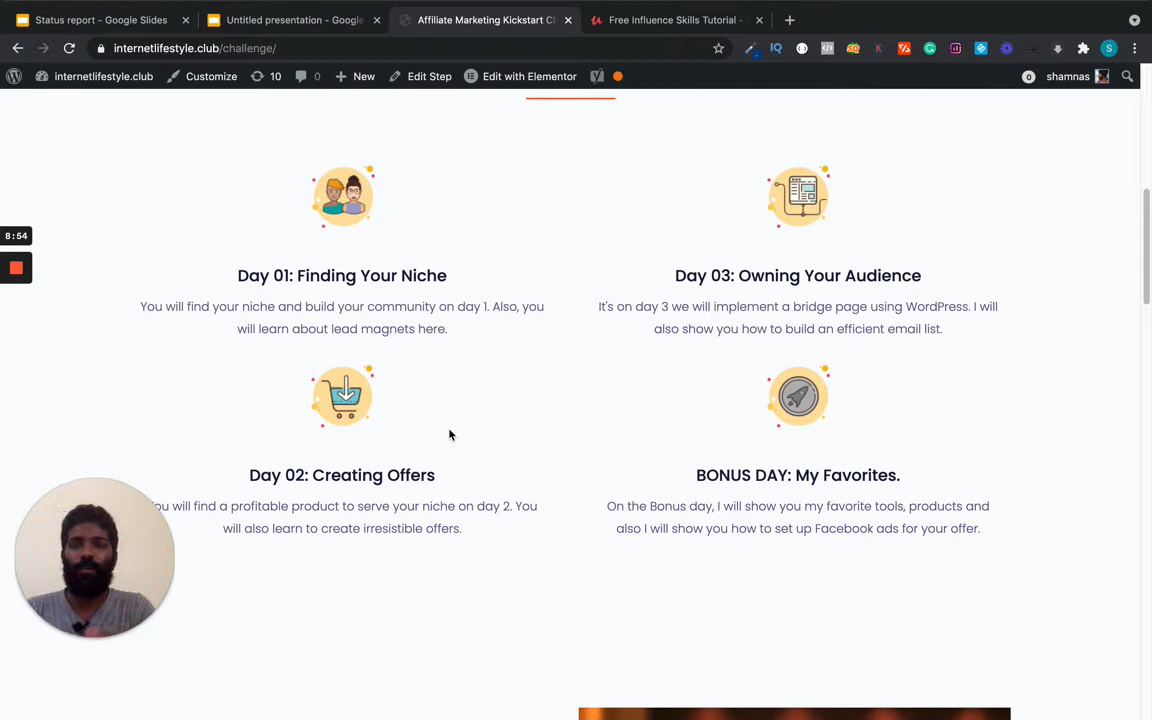 Status report - Google Slides
Untitled presentation - Google
Affiliate Marketing Kickstart Ch
Free Influence Skills Tutorial -
internetlifestyle.club/challenge/
IQ
S
internetlifestyle.club
Customize
10
0
New
Edit Step
Edit with Elementor
0
shamnas
8:54
Day 01: Finding Your Niche
You will find your niche and build your community on day 1. Also, you
will learn about lead magnets here.
Day 03: Owning Your Audience
It's on day 3 we will implement a bridge page using WordPress. I will
also show you how to build an efficient email list.
Day 02: Creating Offers
You will find a profitable product to serve your niche on day 2. You
will also learn to create irresistible offers.
BONUS DAY: My Favorites.
On the Bonus day, I will show you my favorite tools, products and
also I will show you how to set up Facebook ads for your offer.